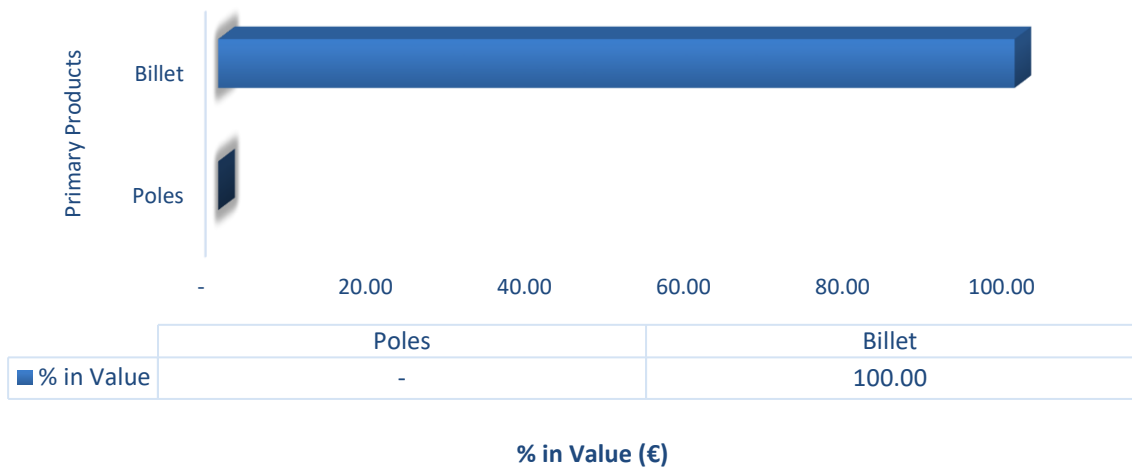 Primary Products
Billet
Poles
- 20.00 40.00 60.00 80.00 100.00
Poles Billet
% in Value - 100.00
% in Value (€)